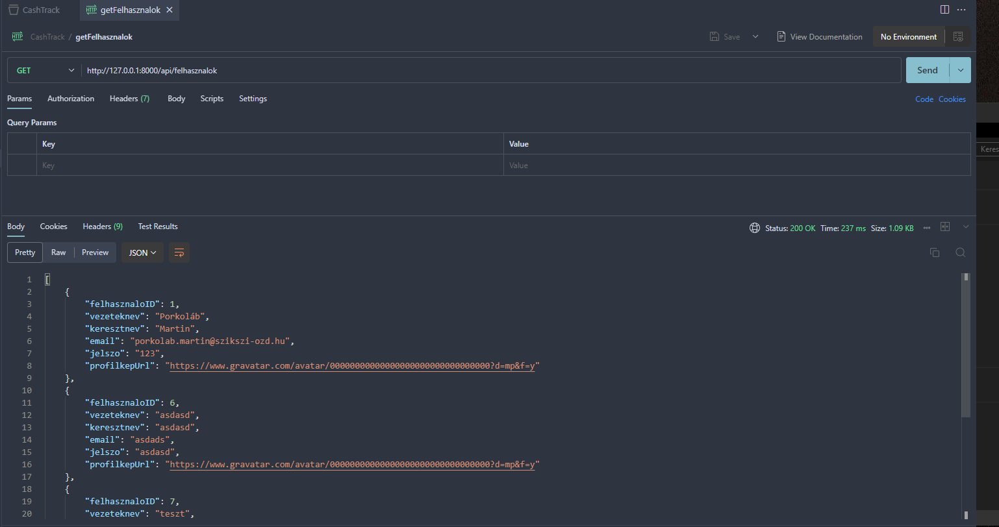 CashTrack
HTTP getFelhasznalok
HTTP CashTrack / getFelhasznalok
Save
View Documentation
No Environment
GET
http://127.0.0.1:8000/api/felhasznalok
Send
Params Authorization Headers (7) Body Scripts Settings
Code Cookies
Query Params
Key Value
Key Value
Keres
Body Cookies Headers (9) Test Results
Status: 200 OK Time: 237 ms Size: 1.09 KB
Pretty Raw Preview JSON
1 [
2 {
3 "felhasznaloID": 1,
4 "vezeteknev": "Porkoláb",
5 "keresztnev": "Martin",
6 "email": "porkolab.martin@szikszi-ozd.hu",
7 "jelszo": "123",
8 "profilkepUrl": "https://www.gravatar.com/avatar/00000000000000000000000000000000?d=mp&f=y"
9 },
10 {
11 "felhasznaloID": 6,
12 "vezeteknev": "asdasd",
13 "keresztnev": "asdasd",
14 "email": "asdads",
15 "jelszo": "asdasd",
16 "profilkepUrl": "https://www.gravatar.com/avatar/00000000000000000000000000000000?d=mp&f=y"
17 },
18 {
19 "felhasznaloID": 7,
20 "vezeteknev": "teszt",